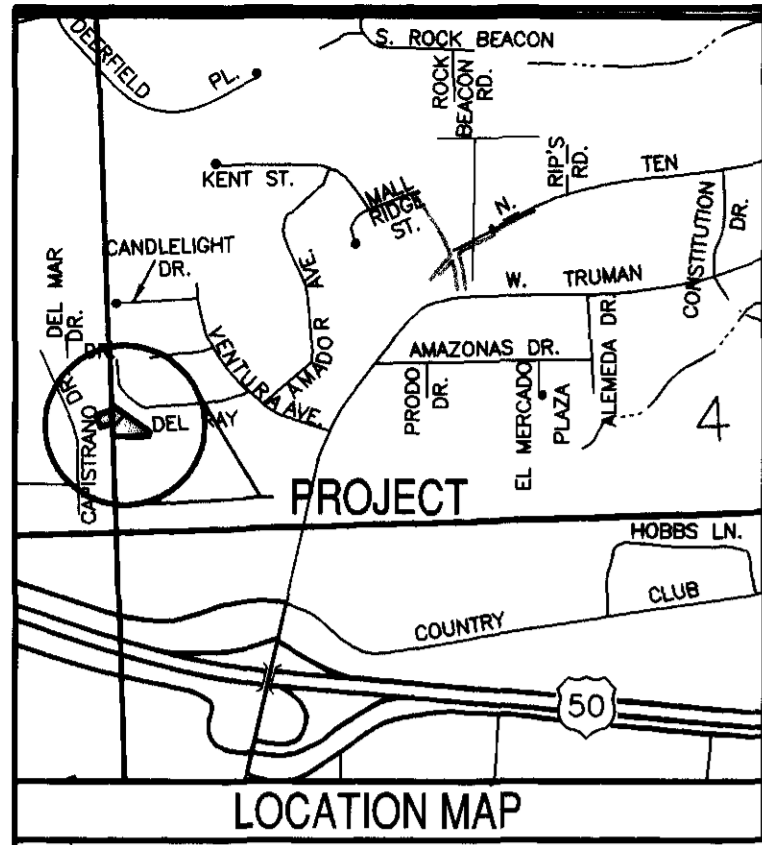 DEERFIELD PL.
S. ROCK BEACON
ROCK
BEACON
RD.
RIP'S
RD.
TEN
KENT ST.
MALL
RIDGE
ST.
N.
CONSTITUTION
DR.
CANDLELIGHT
DR.
DEL MAR
DR.
AMADOR AVE.
W. TRUMAN
VENTURA AVE.
AMAZONAS DR.
PRODO
DR.
EL MERCADO
PLAZA
ALEMEDA DR.
DR.
CAPISTRANO DR.
DEL RAY
4
PROJECT
HOBBS LN.
COUNTRY CLUB
50
LOCATION MAP